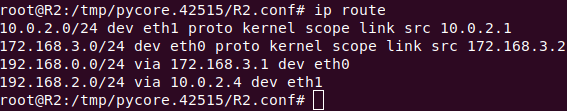 root@R2:/tmp/pycore.42515/R2.conf# ip route
10.0.2.0/24 dev eth1 proto kernel scope link src 10.0.2.1
172.168.3.0/24 dev eth0 proto kernel scope link src 172.168.3.2
192.168.0.0/24 via 172.168.3.1 dev eth0
192.168.2.0/24 via 10.0.2.4 dev eth1
root@R2:/tmp/pycore.42515/R2.conf#